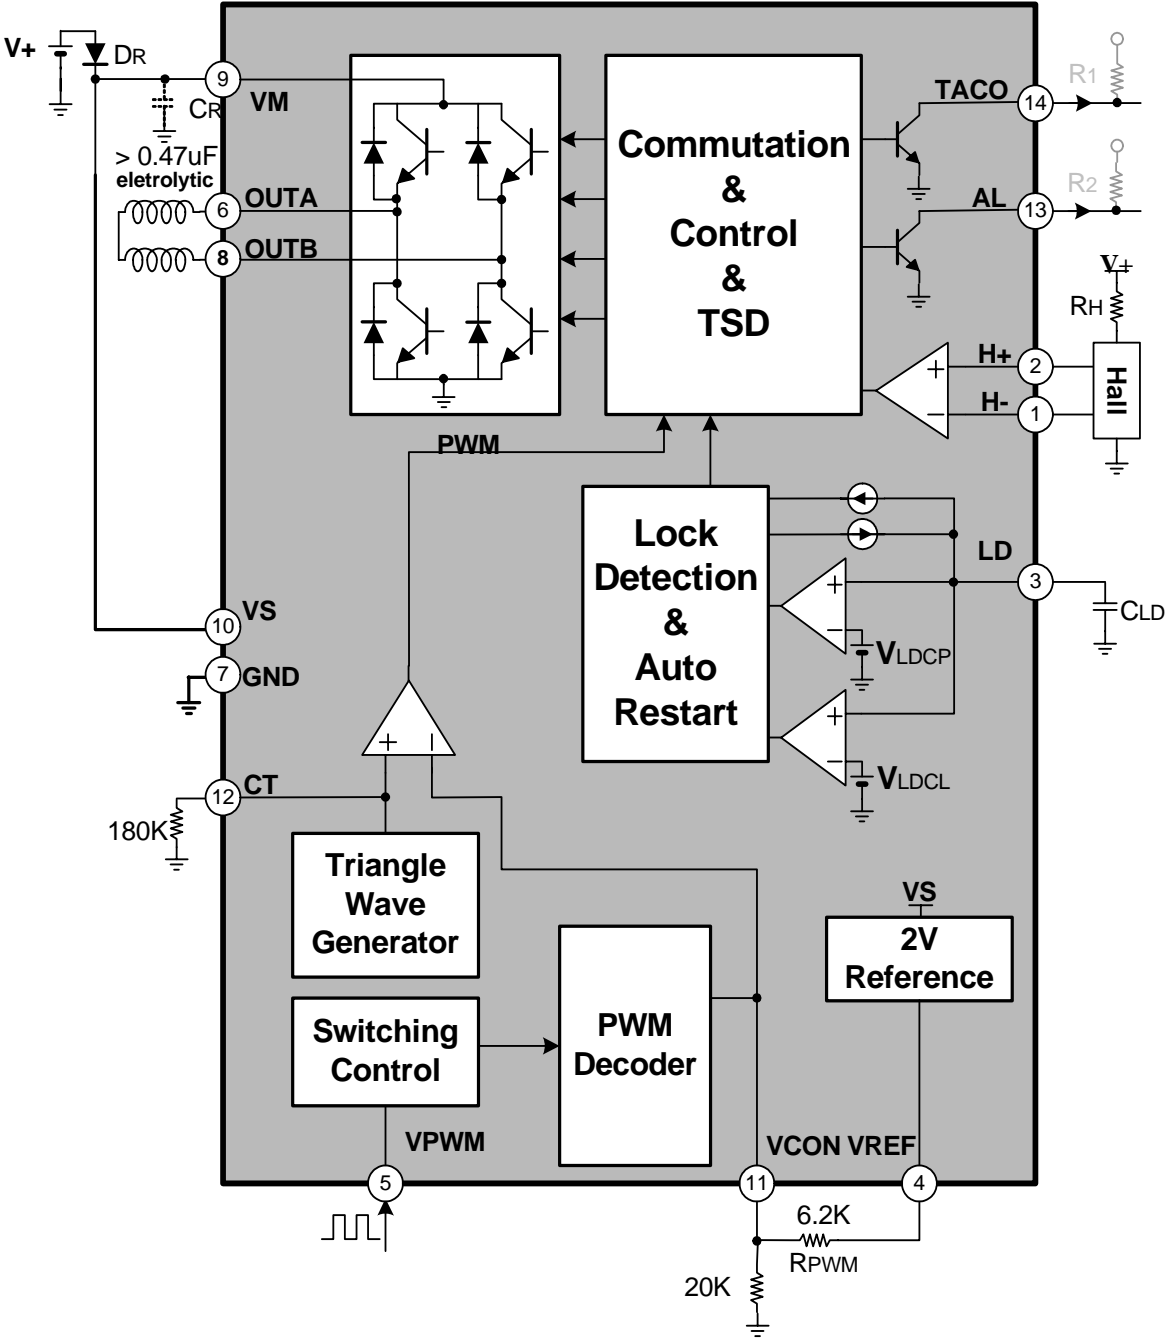 V+
DR
9
VM
CR
> 0.47uF
eletrolytic
6
OUTA
8
OUTB
Commutation
&
Control
&
TSD
TACO
14
R1
AL
13
R2
V+
RH
H+
2
H-
1
Hall
PWM
Lock
Detection
&
Auto
Restart
LD
3
CLD
+
−
VLDCP
+
−
VLDCL
+
−
VS
10
7
GND
+
−
CT
12
180K
Triangle
Wave
Generator
Switching
Control
PWM
Decoder
VS
2V
Reference
VPWM
5
VCON VREF
11
4
6.2K
RPWM
20K